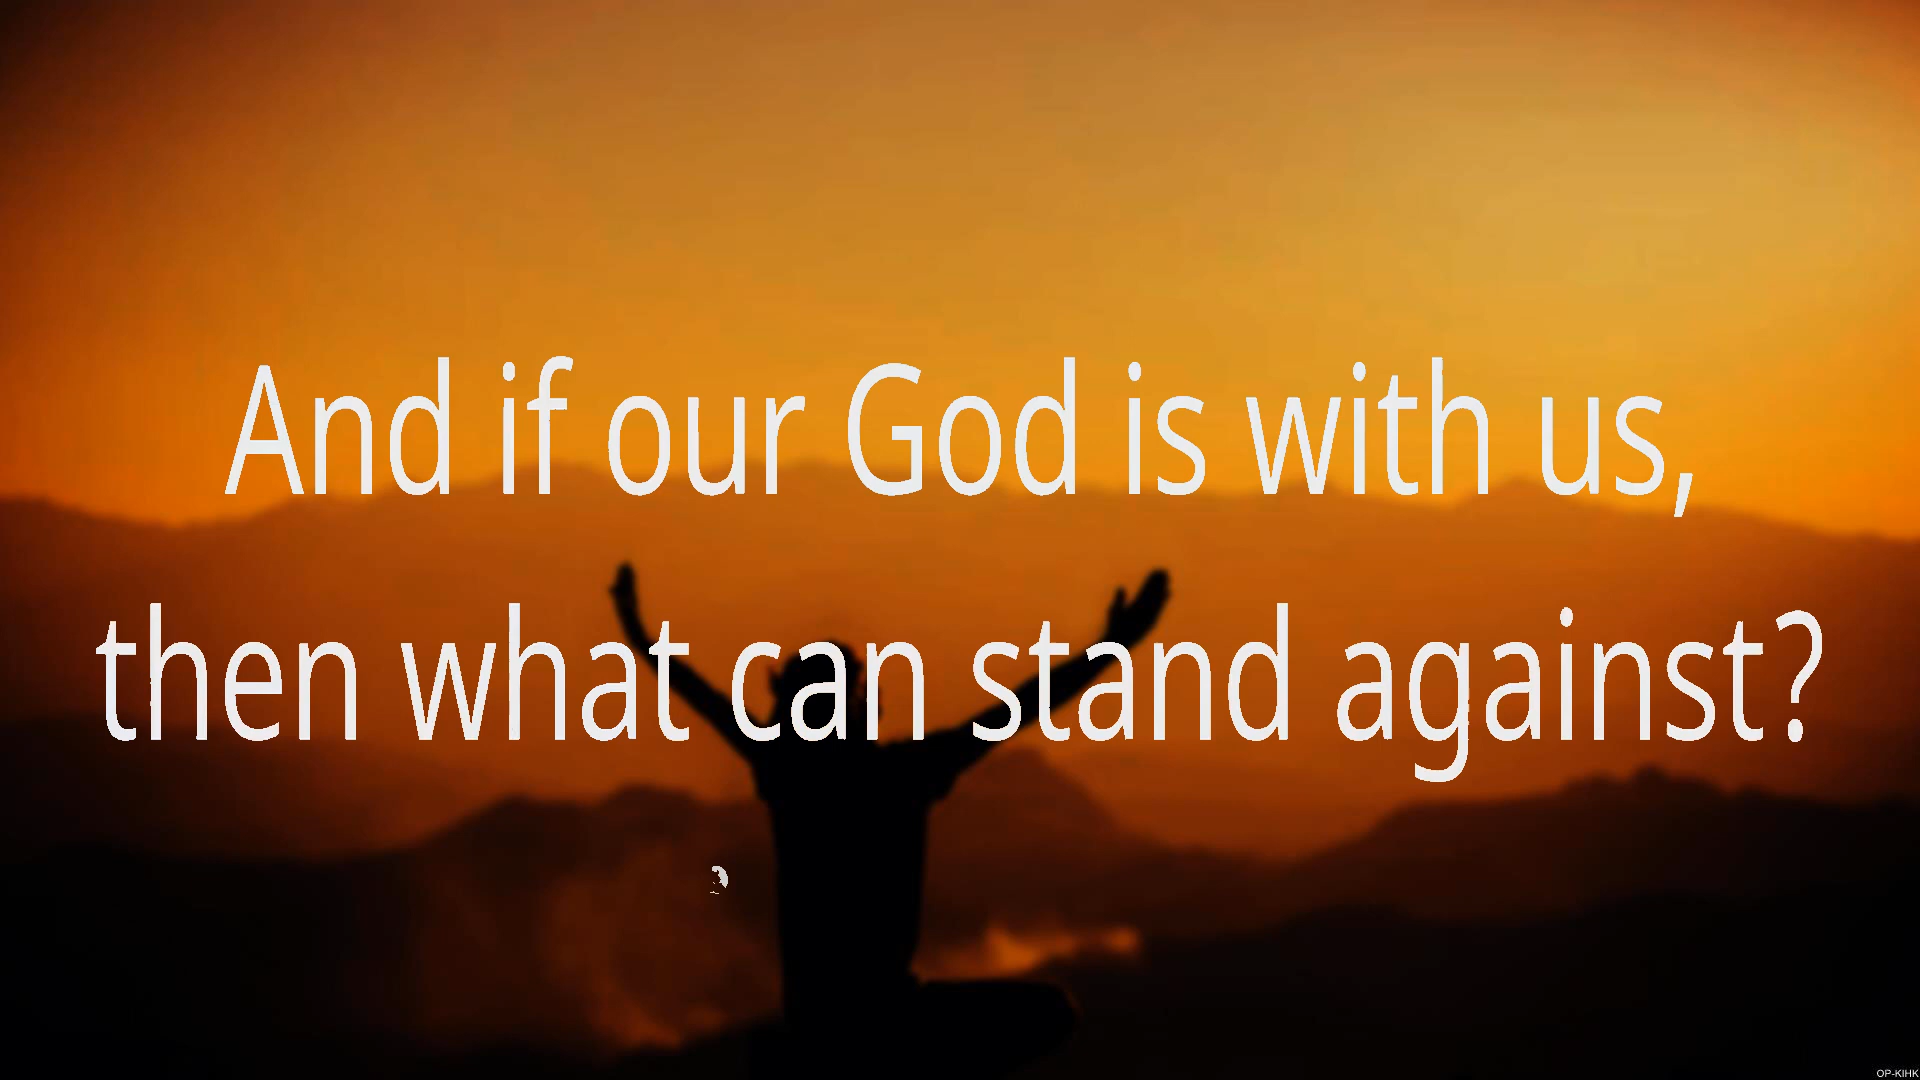 And if our God is with us,
then what can stand against?
OP-KIHK